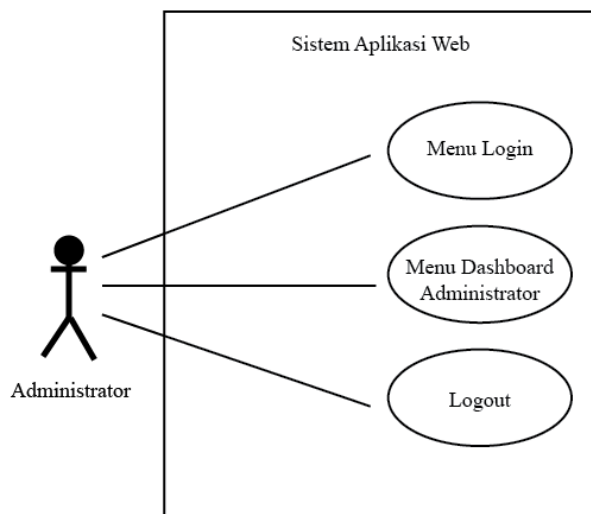 Sistem Aplikasi Web
Menu Login
Menu Dashboard
Administrator
Administrator
Logout